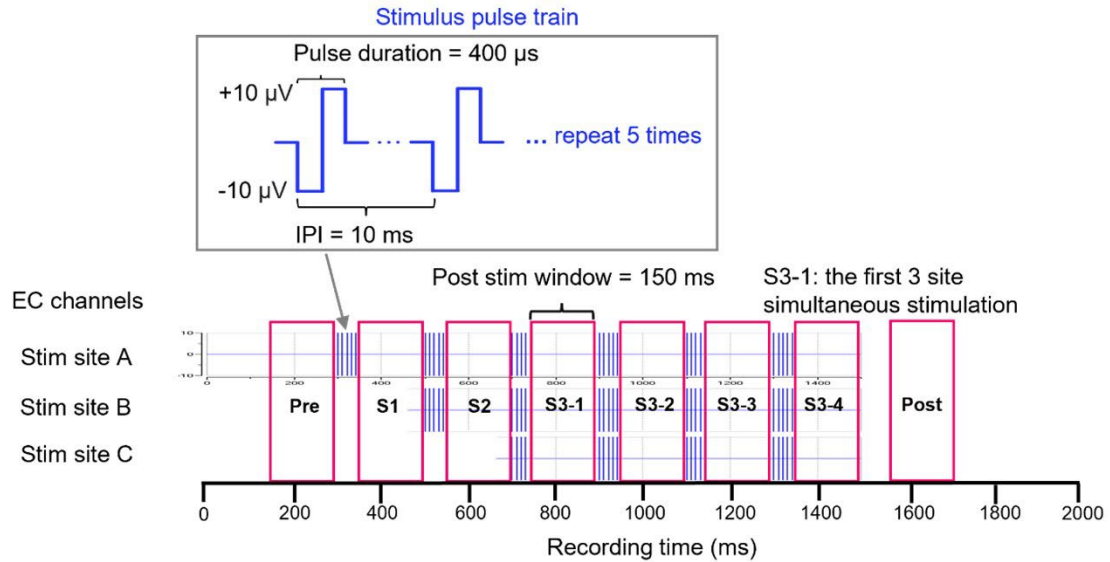 Stimulus pulse train
Pulse duration = 400 µs
+10 µV
... repeat 5 times
-10 µV
IPI = 10 ms
Post stim window = 150 ms
S3-1: the first 3 site
simultaneous stimulation
EC channels
Stim site A
10
0
-10
0 200 400 600 800 1000 1200 1400
Stim site B
Pre S1 S2 S3-1 S3-2 S3-3 S3-4 Post
Stim site C
0 200 400 600 800 1000 1200 1400 1600 1800 2000
Recording time (ms)